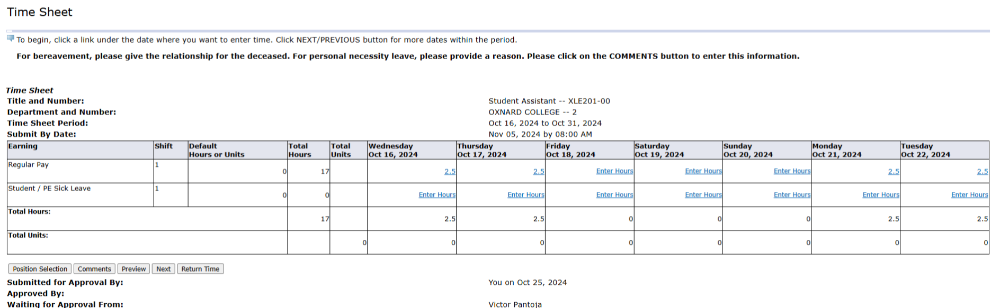 Time Sheet
To begin, click a link under the date where you want to enter time. Click NEXT/PREVIOUS button for more dates within the period.
For bereavement, please give the relationship for the deceased. For personal necessity leave, please provide a reason. Please click on the COMMENTS button to enter this information.
Time Sheet
Title and Number: Student Assistant -- XLE201-00
Department and Number: OXNARD COLLEGE -- 2
Time Sheet Period: Oct 16, 2024 to Oct 31, 2024
Submit By Date: Nov 05, 2024 by 08:00 AM
Earning Shift Default Total Total Wednesday Thursday Friday Saturday Sunday Monday Tuesday
Hours or Units Hours Units Oct 16, 2024 Oct 17, 2024 Oct 18, 2024 Oct 19, 2024 Oct 20, 2024 Oct 21, 2024 Oct 22, 2024
Regular Pay 1
0 17 2.5 2.5 Enter Hours Enter Hours Enter Hours 2.5 2.5
Student / PE Sick Leave 1
0 0 Enter Hours Enter Hours Enter Hours Enter Hours Enter Hours Enter Hours Enter Hours
Total Hours:
17 2.5 2.5 0 0 0 2.5 2.5
Total Units:
0 0 0 0 0 0 0 0
Position Selection Comments Preview Next Return Time
Submitted for Approval By: You on Oct 25, 2024
Approved By:
Waiting for Approval From: Victor Pantoja